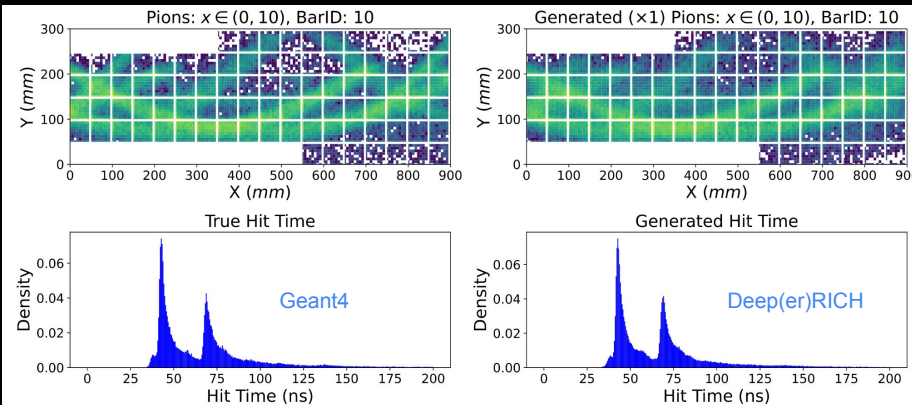 Pions: x ∈ (0, 10), BarID: 10
300
200
100
0
Y (mm)
0 100 200 300 400 500 600 700 800 900
X (mm)
Generated (×1) Pions: x ∈ (0, 10), BarID: 10
300
200
100
0
Y (mm)
0 100 200 300 400 500 600 700 800 900
X (mm)
True Hit Time
0.06
0.04
0.02
0.00
Density
Geant4
0 25 50 75 100 125 150 175 200
Hit Time (ns)
Generated Hit Time
0.06
0.04
0.02
0.00
Density
Deep(er)RICH
0 25 50 75 100 125 150 175 200
Hit Time (ns)